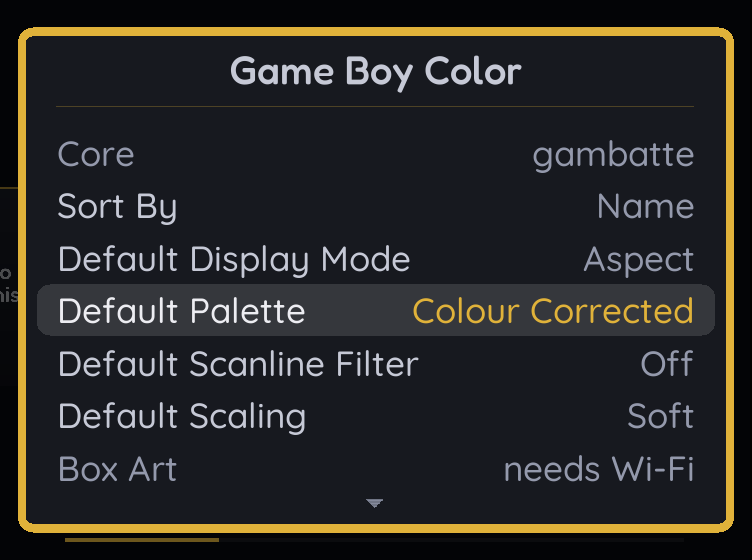 Game Boy Color
Core gambatte
Sort By Name
Default Display Mode Aspect
Default Palette Colour Corrected
Default Scanline Filter Off
Default Scaling Soft
Box Art needs Wi-Fi